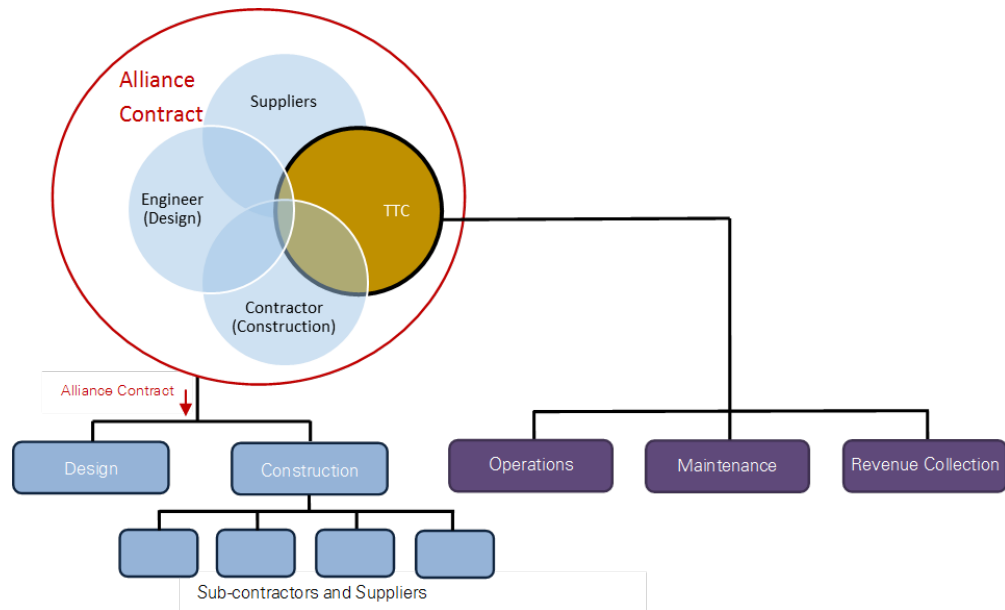 Alliance
Contract
Suppliers
Engineer
(Design)
TTC
Contractor
(Construction)
Alliance Contract
Design
Construction
Operations
Maintenance
Revenue Collection
Sub-contractors and Suppliers